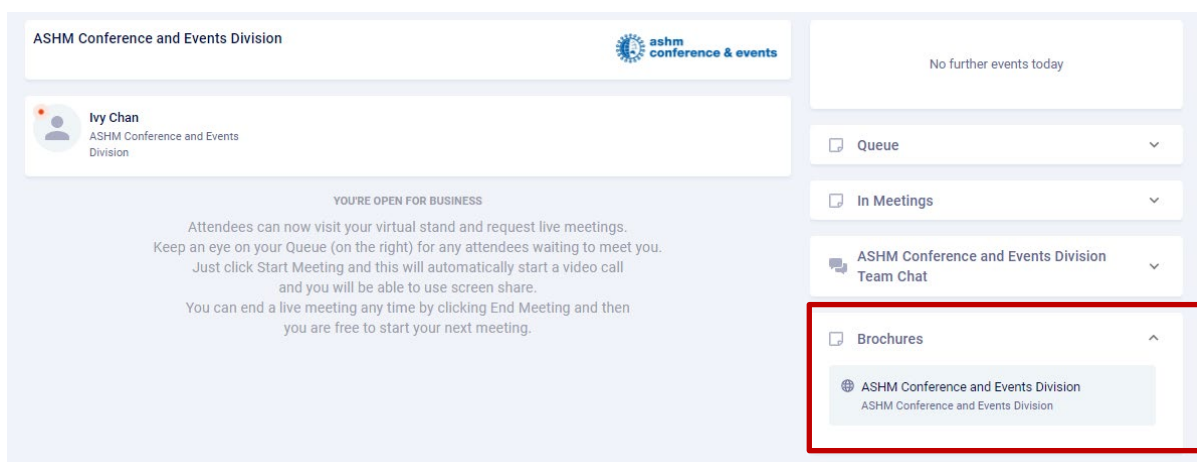 ASHM Conference and Events Division
ashm
conference & events
Ivy Chan
ASHM Conference and Events
Division
YOU'RE OPEN FOR BUSINESS
Attendees can now visit your virtual stand and request live meetings.
Keep an eye on your Queue (on the right) for any attendees waiting to meet you.
Just click Start Meeting and this will automatically start a video call
and you will be able to use screen share.
You can end a live meeting any time by clicking End Meeting and then
you are free to start your next meeting.
No further events today
Queue
In Meetings
ASHM Conference and Events Division
Team Chat
Brochures
ASHM Conference and Events Division
ASHM Conference and Events Division